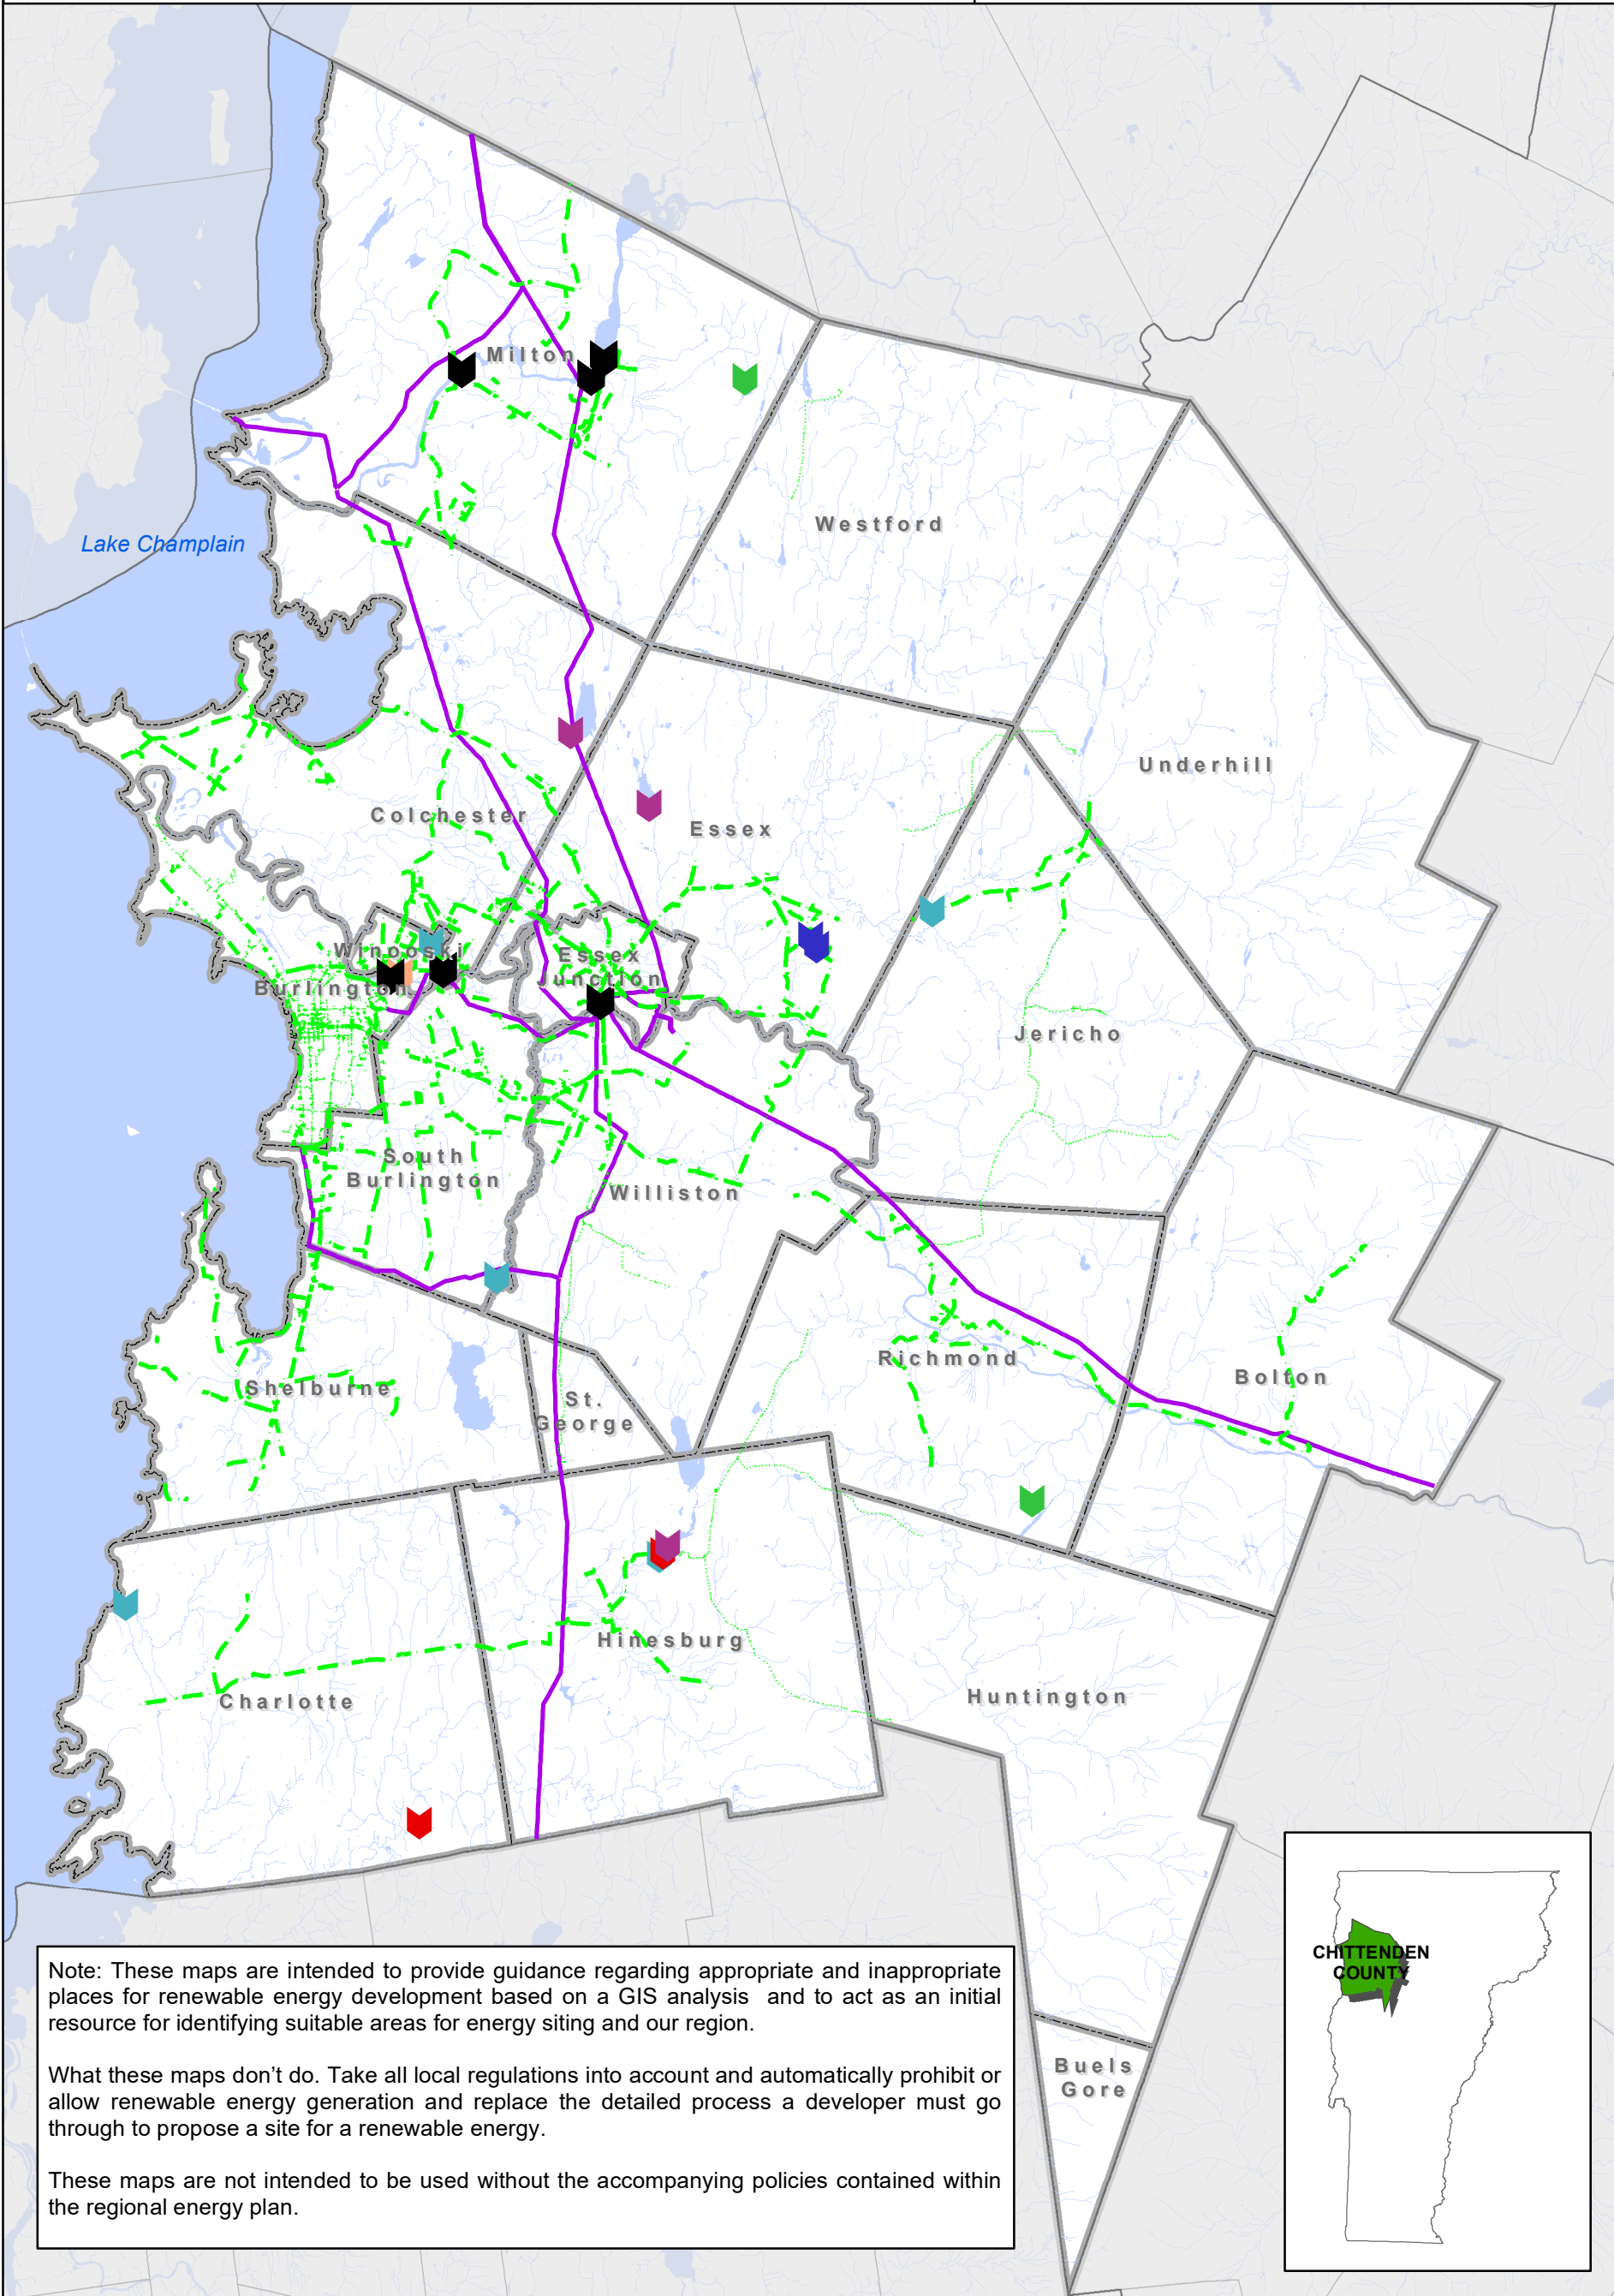 Milton
Westford
Lake Champlain
Underhill
Colchester
Essex
Winooski
Essex
Junction
Burlington
Jericho
South
Burlington
Williston
Richmond
Bolton
Shelburne
St.
George
Hinesburg
Huntington
Charlotte
Buels
Gore
CHITTENDEN
COUNTY
Note: These maps are intended to provide guidance regarding appropriate and inappropriate
places for renewable energy development based on a GIS analysis and to act as an initial
resource for identifying suitable areas for energy siting and our region.
What these maps don’t do. Take all local regulations into account and automatically prohibit or
allow renewable energy generation and replace the detailed process a developer must go
through to propose a site for a renewable energy.
These maps are not intended to be used without the accompanying policies contained within
the regional energy plan.